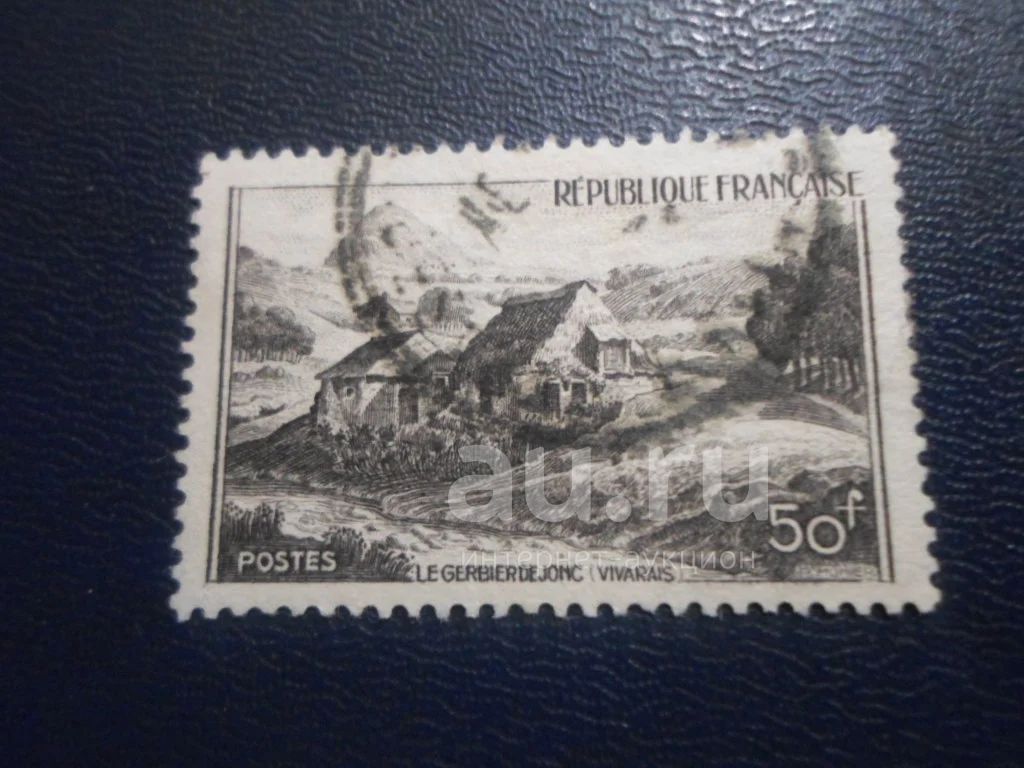 RÉPUBLIQUE FRANÇAISE
au.ru
интернет-аукцион
50f
POSTES
LE GERBIER DE JONC (VIVARAIS)